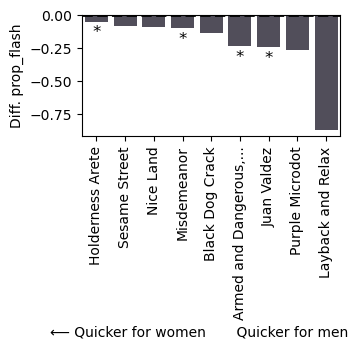 Diff. prop_flash
0.00
−0.25
−0.50
−0.75
* * * *
Holderness Arete
Sesame Street
Nice Land
Misdemeanor
Black Dog Crack
Armed and Dangerous,...
Juan Valdez
Purple Microdot
Layback and Relax
⟵ Quicker for women Quicker for men